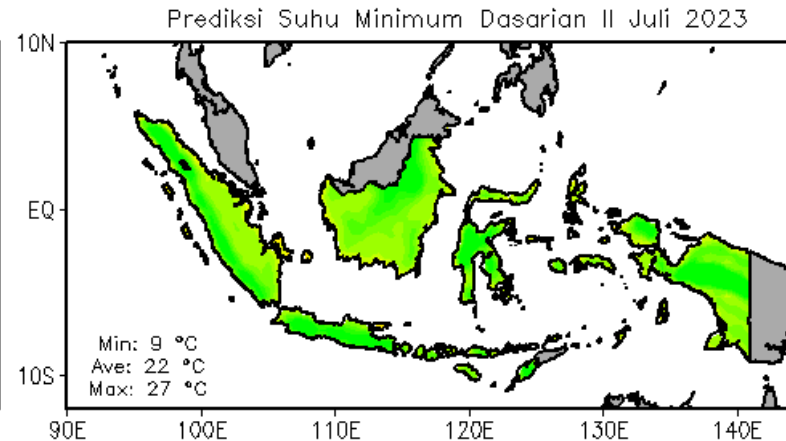 Prediksi Suhu Minimum Dasarian II Juli 2023
10N
EQ
10S
Min: 9 °C
Ave: 22 °C
Max: 27 °C
90E
100E
110E
120E
130E
140E